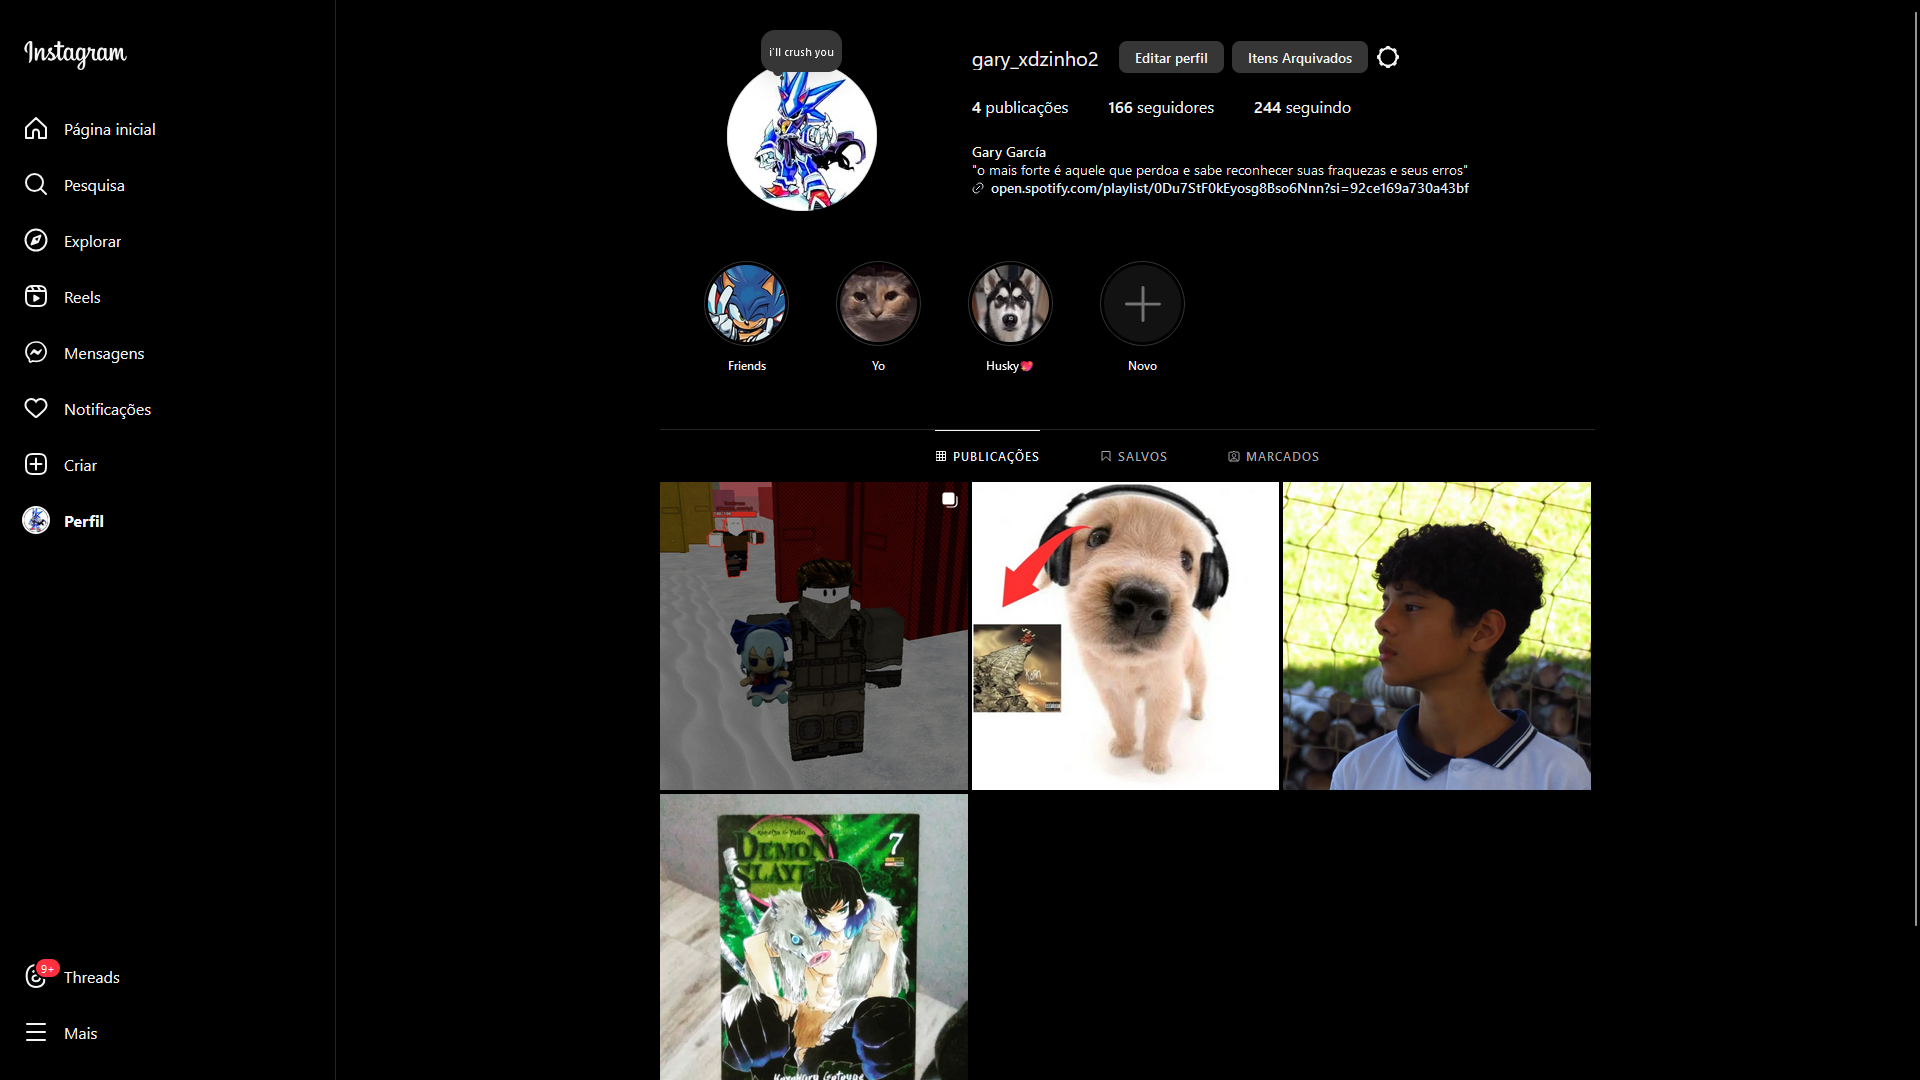 Instagram
Página inicial
Pesquisa
Explorar
Reels
Mensagens
Notificações
Criar
Perfil
9+
Threads
Mais
i'll crush you
gary_xdzinho2
Editar perfil
Itens Arquivados
4 publicações
166 seguidores
244 seguindo
Gary García
"o mais forte é aquele que perdoa e sabe reconhecer suas fraquezas e seus erros"
open.spotify.com/playlist/0Du7StF0kEyosg8Bso6Nnn?si=92ce169a730a43bf
Friends
Yo
Husky💖
Novo
PUBLICAÇÕES
SALVOS
MARCADOS
KoЯn
DEMON
SLAYER
7